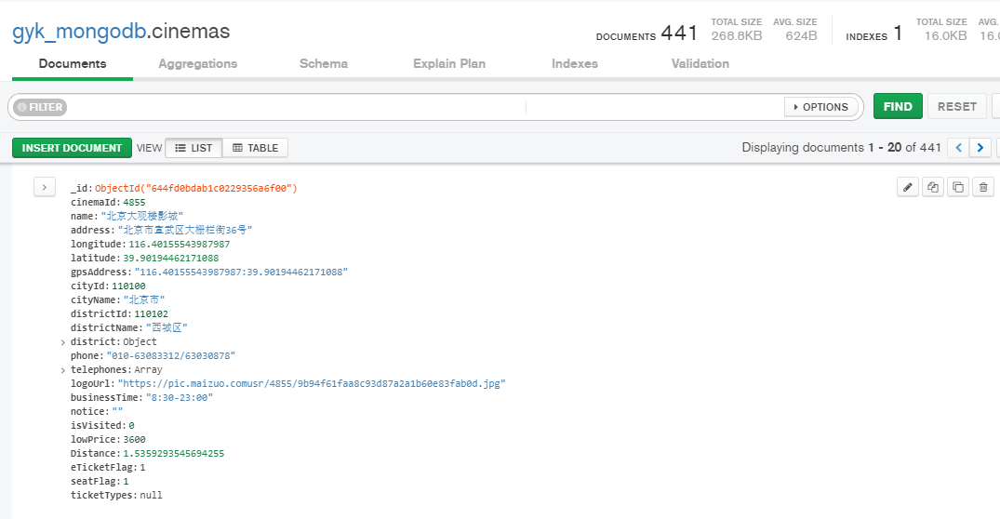 gyk_mongodb.cinemas
DOCUMENTS 441 TOTAL SIZE 268.8KB AVG. SIZE 624B INDEXES 1 TOTAL SIZE 16.0KB AVG. 16.0
Documents Aggregations Schema Explain Plan Indexes Validation
FILTER OPTIONS FIND RESET
INSERT DOCUMENT VIEW LIST TABLE Displaying documents 1 - 20 of 441
_id:ObjectId("644fd0bdab1c0229356a6f00")
cinemaId:4855
name:"北京大观楼影城"
address:"北京市宣武区大栅栏街36号"
longitude:116.40155543987987
latitude:39.90194462171088
gpsAddress:"116.40155543987987:39.90194462171088"
cityId:110100
cityName:"北京市"
districtId:110102
districtName:"西城区"
district:Object
phone:"010-63083312/63030878"
telephones:Array
logoUrl:"https://pic.maizuo.comusr/4855/9b94f61faa8c93d87a2a1b60e83fab0d.jpg"
businessTime:"8:30-23:00"
notice:""
isVisited:0
lowPrice:3600
Distance:1.5359293545694255
eTicketFlag:1
seatFlag:1
ticketTypes:null